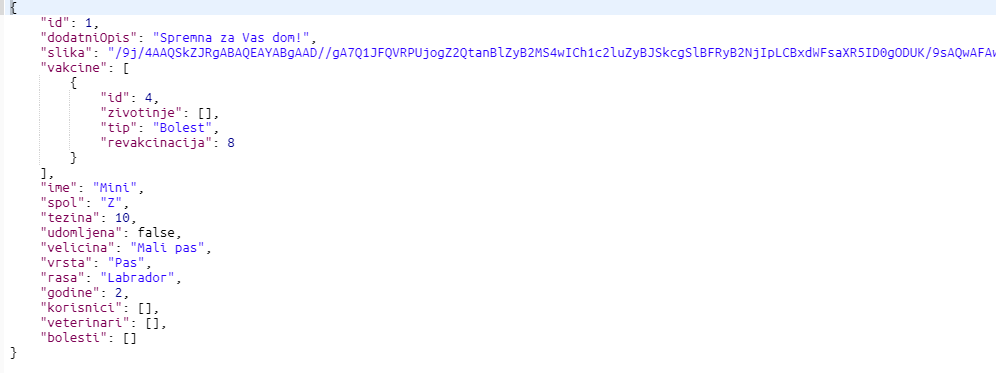 {
"id": 1,
"dodatniOpis": "Spremna za Vas dom!",
"slika": "/9j/4AAQSkZJRgABAQEAYABgAAD//gA7Q1JFQVRPUjogZ2QtanBlZyB2MS4wICh1c2luZyBJSkcgSlBFRyB2NjIpLCBxdWFsaXR5ID0gODUK/9sAQwAFAw
"vakcine": [
{
"id": 4,
"zivotinje": [],
"tip": "Bolest",
"revakcinacija": 8
}
],
"ime": "Mini",
"spol": "Z",
"tezina": 10,
"udomljena": false,
"velicina": "Mali pas",
"vrsta": "Pas",
"rasa": "Labrador",
"godine": 2,
"korisnici": [],
"veterinari": [],
"bolesti": []
}